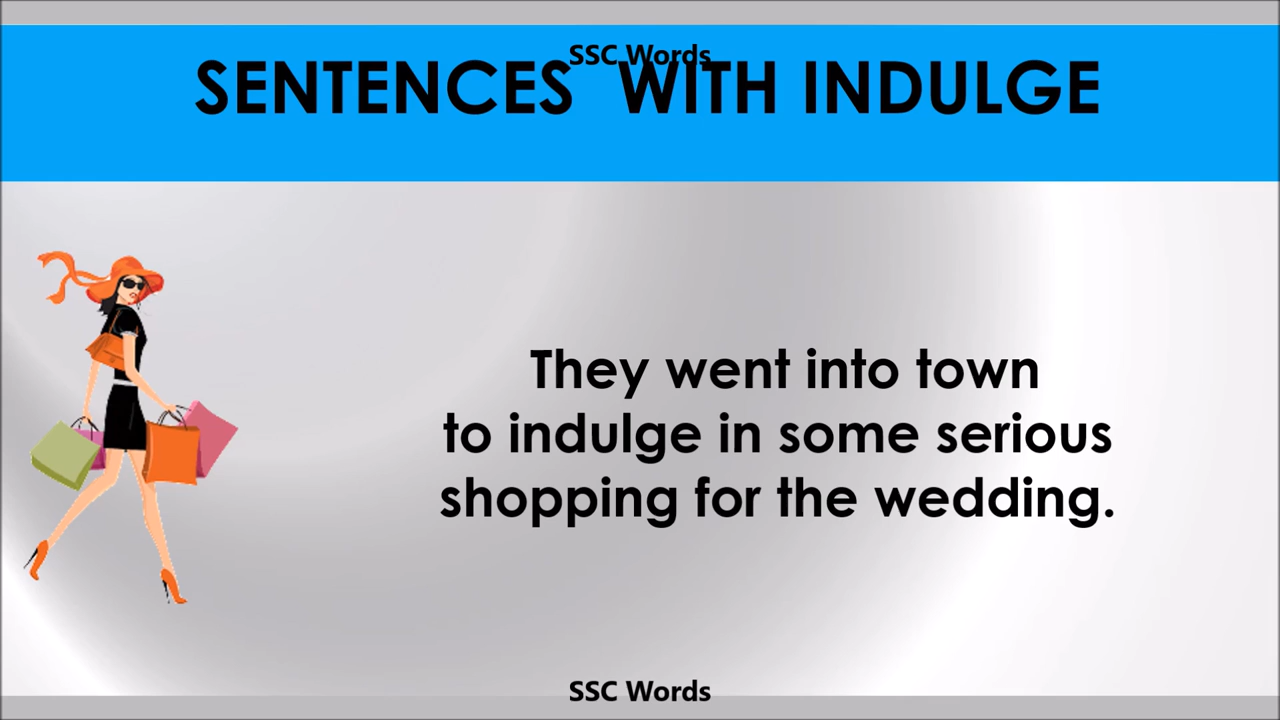 SSC Words
SENTENCES WITH INDULGE
They went into town
to indulge in some serious
shopping for the wedding.
SSC Words